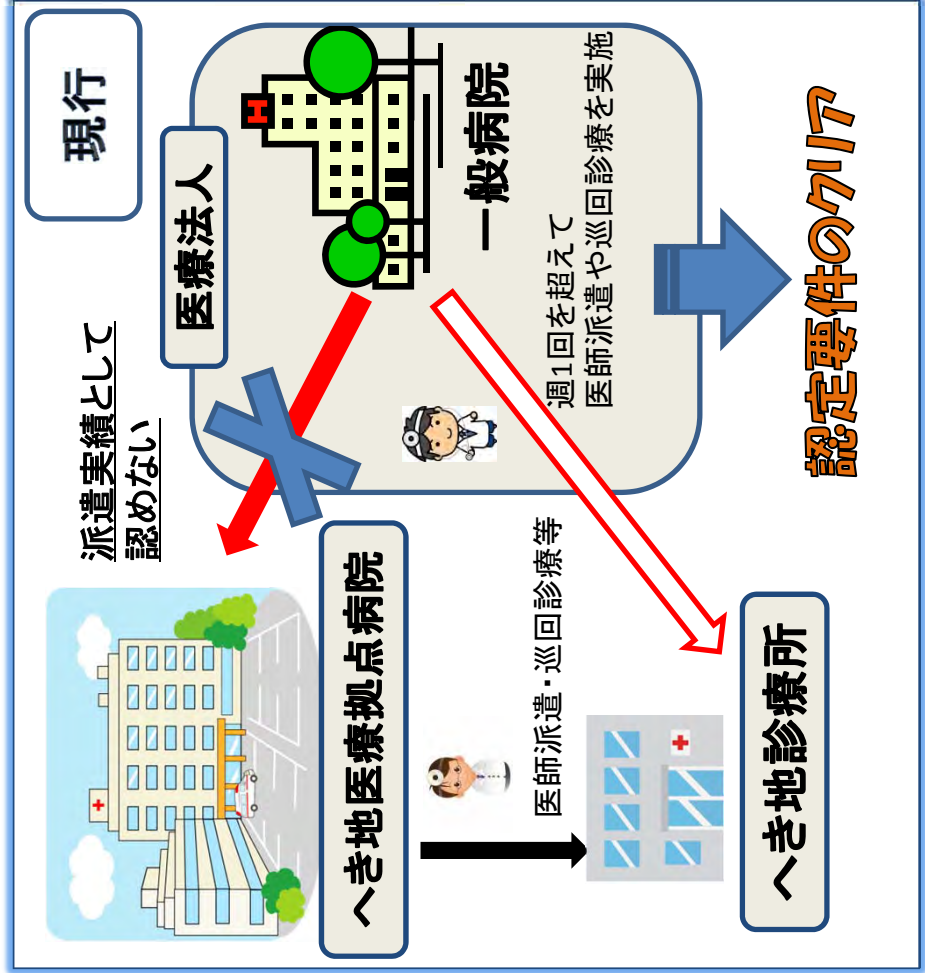 現行
派遣実績として
認めない
医療法人
一般病院
週1回を超えて
医師派遣や巡回診療を実施
へき地医療拠点病院
医師派遣・巡回診療等
へき地診療所
認定要件のクリア
H